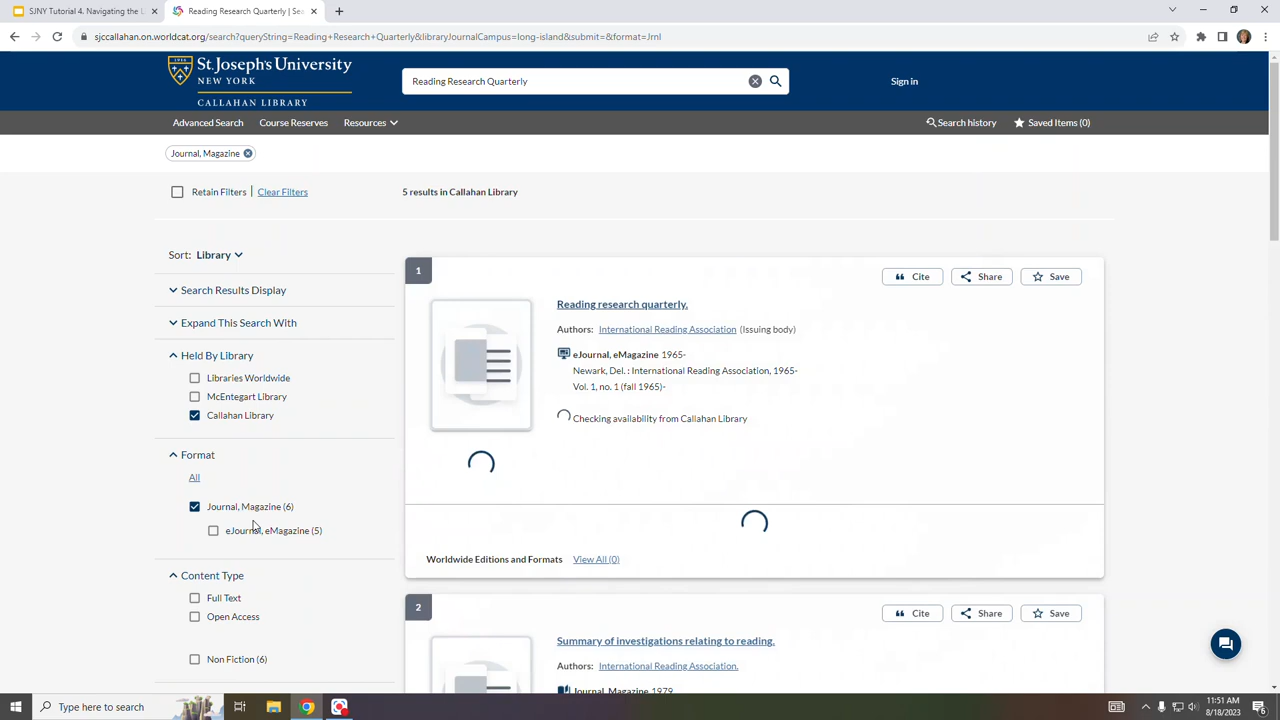 SJNY Tutorial 4. Navigating the L
Reading Research Quarterly | Sea
sjccallahan.on.worldcat.org/search?queryString=Reading+Research+Quarterly&libraryJournalCampus=long-island&submit=&format=Jrnl
ST. JOSEPH'S UNIVERSITY
NEW YORK
CALLAHAN LIBRARY
Reading Research Quarterly
Sign in
Advanced Search Course Reserves Resources
Search history Saved Items (0)
Journal, Magazine
Retain Filters | Clear Filters
5 results in Callahan Library
Sort: Library
Search Results Display
Expand This Search With
Held By Library
Libraries Worldwide
McEntegart Library
Callahan Library
Format
All
Journal, Magazine (6)
eJournal, eMagazine (5)
Content Type
Full Text
Open Access
Non Fiction (6)
1
Cite Share Save
Reading research quarterly.
Authors: International Reading Association (Issuing body)
eJournal, eMagazine 1965-
Newark, Del. : International Reading Association, 1965-
Vol. 1, no. 1 (fall 1965)-
Checking availability from Callahan Library
Worldwide Editions and Formats View All (0)
2
Cite Share Save
Summary of investigations relating to reading.
Authors: International Reading Association.
Journal, Magazine 1979
Type here to search
11:51 AM
8/18/2023
6